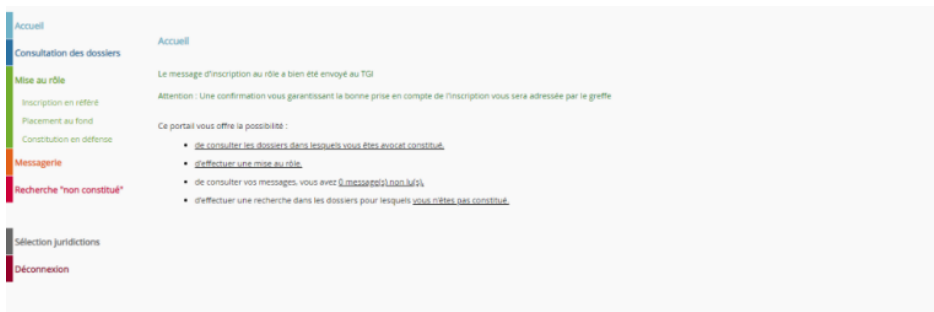 Accueil
Consultation des dossiers
Mise au rôle
Inscription en référé
Placement au fond
Constitution en défense
Messagerie
Recherche "non constitué"
Sélection juridictions
Déconnexion
Accueil
Le message d'inscription au rôle a bien été envoyé au TGI
Attention : Une confirmation vous garantissant la bonne prise en compte de l'inscription vous sera adressée par le greffe
Ce portail vous offre la possibilité :
• de consulter les dossiers dans lesquels vous êtes avocat constitué.
• d'effectuer une mise au rôle.
• de consulter vos messages, vous avez 0 message(s) non lu(s).
• d'effectuer une recherche dans les dossiers pour lesquels vous n'êtes pas constitué.